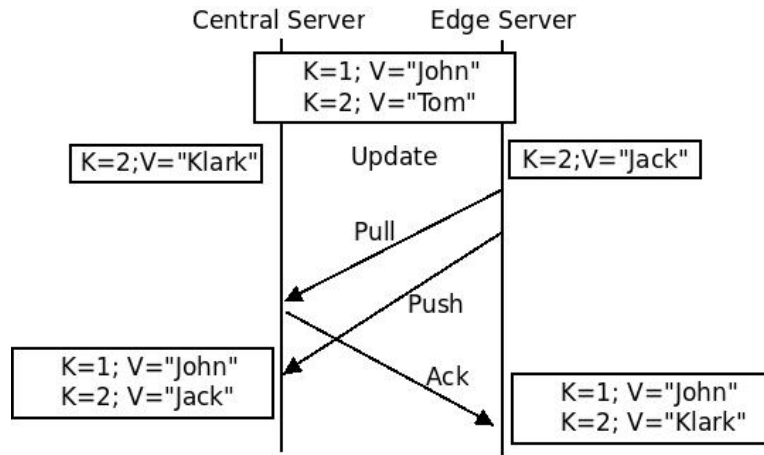 Central Server
Edge Server
K=1; V="John"
K=2; V="Tom"
K=2;V="Klark"
Update
K=2;V="Jack"
Pull
Push
K=1; V="John"
K=2; V="Jack"
Ack
K=1; V="John"
K=2; V="Klark"